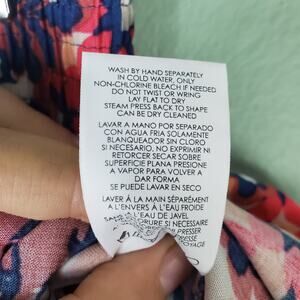 WASH BY HAND SEPARATELY
IN COLD WATER, ONLY
NON-CHLORINE BLEACH IF NEEDED
DO NOT TWIST OR WRING
LAY FLAT TO DRY
STEAM PRESS BACK TO SHAPE
CAN BE DRY CLEANED
LAVAR A MANO POR SEPARADO
CON AGUA FRIA SOLAMENTE
BLANQUEADOR SIN CLORO
SI NECESARIO, NO EXPRIMIR NI
RETORCER SECAR SOBRE
SUPERFICIE PLANA PRESIONE
A VAPOR PARA VOLVER A
DAR FORMA
SE PUEDE LAVAR EN SECO
LAVER À LA MAIN SÉPARÉMENT
A L'ENVERS À L'EAU FROIDE
L'EAU DE JAVEL
SI NÉCESSAIRE